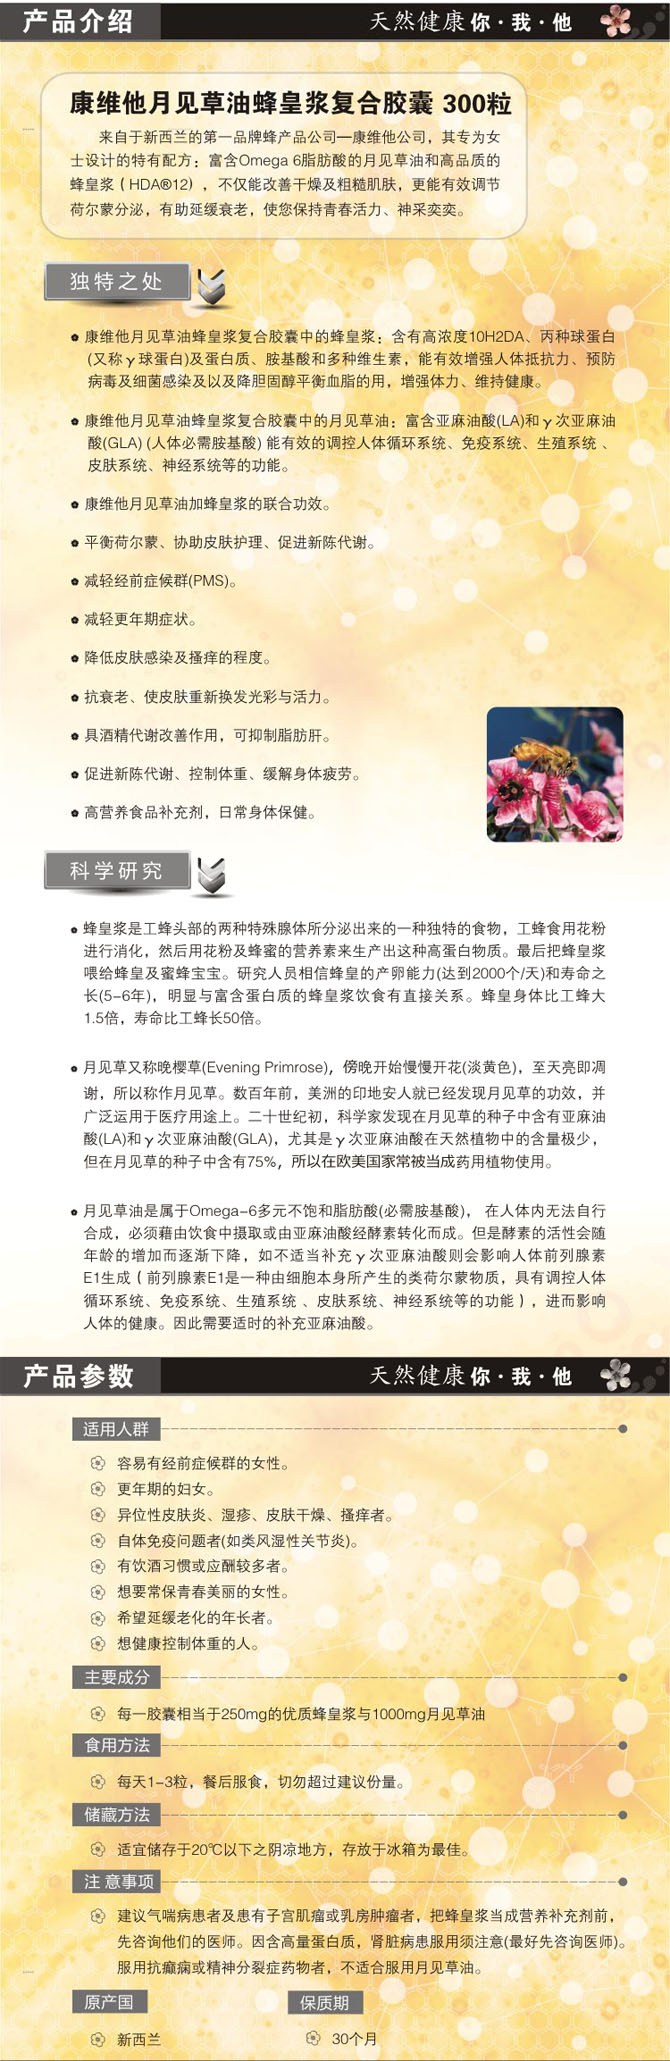 产品介绍
天然健康 你·我·他
康维他月见草油蜂皇浆复合胶囊 300粒
来自于新西兰的第一品牌蜂产品公司—康维他公司，其专为女
士设计的特有配方；富含Omega 6脂肪酸的月见草油和高品质的
蜂皇浆（HDA®12），不仅能改善干燥及粗糙肌肤，更能有效调节
荷尔蒙分泌，有助延缓衰老，使您保持青春活力、神采奕奕。
独特之处
康维他月见草油蜂皇浆复合胶囊中的蜂皇浆；含有高浓度10H2DA、丙种球蛋白
(又称γ球蛋白)及蛋白质、胺基酸和多种维生素，能有效增强人体抵抗力、预防
病毒及细菌感染及以及降胆固醇平衡血脂的用，增强体力、维持健康。
康维他月见草油蜂皇浆复合胶囊中的月见草油：富含亚麻油酸(LA)和γ次亚麻油
酸(GLA) (人体必需胺基酸) 能有效的调控人体循环系统、免疫系统、生殖系统 、
皮肤系统、神经系统等的功能。
康维他月见草油加蜂皇浆的联合功效。
平衡荷尔蒙、协助皮肤护理、促进新陈代谢。
减轻经前症候群(PMS)。
减轻更年期症状。
降低皮肤感染及搔痒的程度。
抗衰老、使皮肤重新换发光彩与活力。
具酒精代谢改善作用，可抑制脂肪肝。
促进新陈代谢、控制体重、缓解身体疲劳。
高营养食品补充剂，日常身体保健。
科学研究
蜂皇浆是工蜂头部的两种特殊腺体所分泌出来的一种独特的食物，工蜂食用花粉
进行消化，然后用花粉及蜂蜜的营养素来生产出这种高蛋白物质。最后把蜂皇浆
喂给蜂皇及蜜蜂宝宝。研究人员相信蜂皇的产卵能力(达到2000个/天)和寿命之
长(5-6年)，明显与富含蛋白质的蜂皇浆饮食有直接关系。蜂皇身体比工蜂大
1.5倍，寿命比工蜂长50倍。
月见草又称晚樱草(Evening Primrose)，傍晚开始慢慢开花(淡黄色)，至天亮即凋
谢，所以称作月见草。数百年前，美洲的印地安人就已经发现月见草的功效，并
广泛运用于医疗用途上。二十世纪初，科学家发现在月见草的种子中含有亚麻油
酸(LA)和γ次亚麻油酸(GLA)，尤其是γ次亚麻油酸在天然植物中的含量极少，
但在月见草的种子中含有75%，所以在欧美国家常被当成药用植物使用。
月见草油是属于Omega-6多元不饱和脂肪酸(必需胺基酸)， 在人体内无法自行
合成，必须藉由饮食中摄取或由亚麻油酸经酵素转化而成。但是酵素的活性会随
年龄的增加而逐渐下降，如不适当补充γ次亚麻油酸则会影响人体前列腺素
E1生成（前列腺素E1是一种由细胞本身所产生的类荷尔蒙物质，具有调控人体
循环系统、免疫系统、生殖系统 、皮肤系统、神经系统等的功能），进而影响
人体的健康。因此需要适时的补充亚麻油酸。
产品参数
天然健康 你·我·他
适用人群
容易有经前症候群的女性。
更年期的妇女。
异位性皮肤炎、湿疹、皮肤干燥、搔痒者。
自体免疫问题者(如类风湿性关节炎)。
有饮酒习惯或应酬较多者。
想要常保青春美丽的女性。
希望延缓老化的年长者。
想健康控制体重的人。
主要成分
每一胶囊相当于250mg的优质蜂皇浆与1000mg月见草油
食用方法
每天1-3粒，餐后服食，切勿超过建议份量。
储藏方法
适宜储存于20℃以下之阴凉地方，存放于冰箱为最佳。
注 意事项
建议气喘病患者及患有子宫肌瘤或乳房肿瘤者，把蜂皇浆当成营养补充剂前，
先咨询他们的医师。因含高量蛋白质，肾脏病患服用须注意(最好先咨询医师)。
服用抗癫痫或精神分裂症药物者，不适合服用月见草油。
原产国 保质期
新西兰 30个月